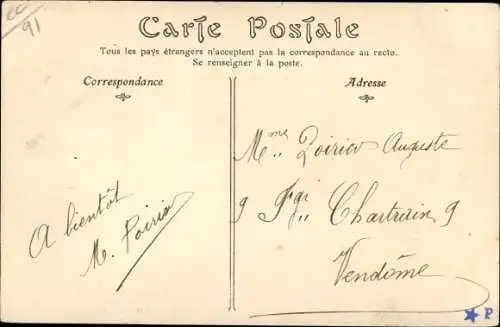 CC
91
Carte Postale
Tous les pays étrangers n'acceptent pas la correspondance au recto.
Se renseigner à la poste.
Correspondance
Adresse
A bientôt
M. Poirier
Mme Poirier Auguste
9 Fg Chartrain 9
Vendôme
P